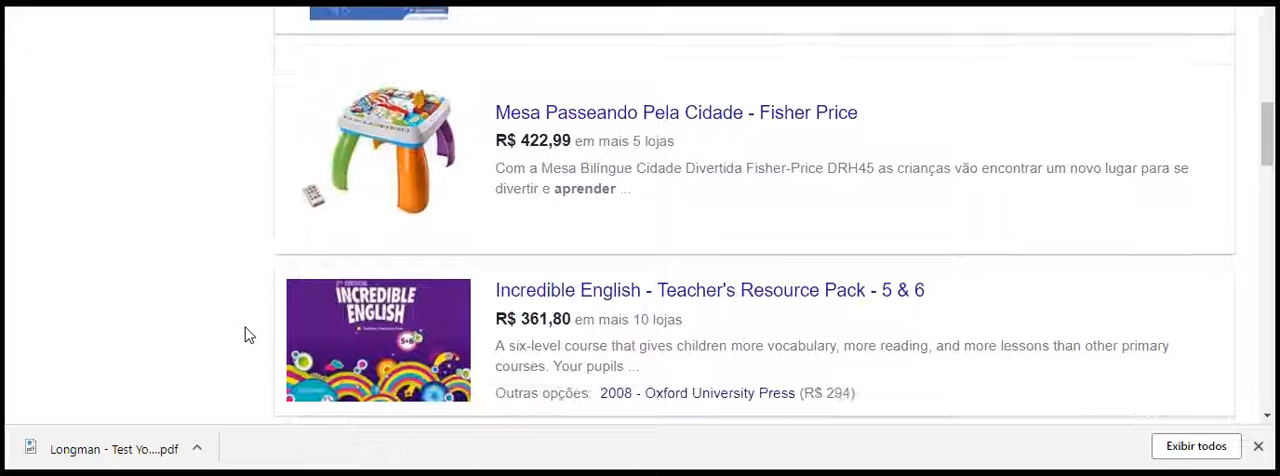 Mesa Passeando Pela Cidade - Fisher Price
R$ 422,99 em mais 5 lojas
Com a Mesa Bilíngue Cidade Divertida Fisher-Price DRH45 as crianças vão encontrar um novo lugar para se
divertir e aprender ...
INCREDIBLE
ENGLISH
5&6
Incredible English - Teacher's Resource Pack - 5 & 6
R$ 361,80 em mais 10 lojas
A six-level course that gives children more vocabulary, more reading, and more lessons than other primary
courses. Your pupils ...
Outras opções: 2008 - Oxford University Press (R$ 294)
Longman - Test Yo....pdf
Exibir todos